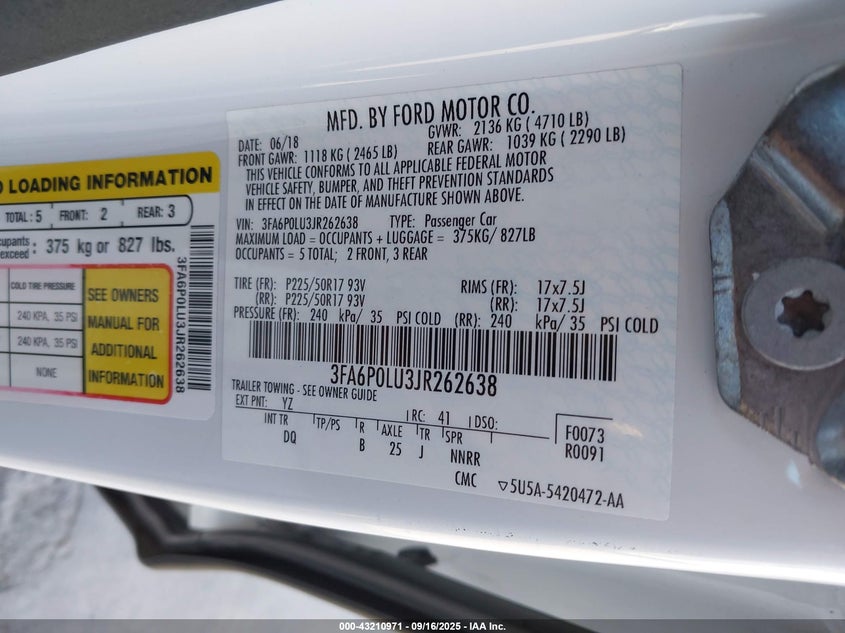 MFD. BY FORD MOTOR CO.
DATE: 06/18 GVWR: 2136 KG ( 4710 LB)
FRONT GAWR: 1118 KG ( 2465 LB) REAR GAWR: 1039 KG ( 2290 LB)
THIS VEHICLE CONFORMS TO ALL APPLICABLE FEDERAL MOTOR
VEHICLE SAFETY, BUMPER, AND THEFT PREVENTION STANDARDS
IN EFFECT ON THE DATE OF MANUFACTURE SHOWN ABOVE.
VIN: 3FA6P0LU3JR262638 TYPE: Passenger Car
MAXIMUM LOAD = OCCUPANTS + LUGGAGE = 375KG/ 827LB
OCCUPANTS = 5 TOTAL; 2 FRONT, 3 REAR
TIRE (FR): P225/50R17 93V RIMS (FR): 17x7.5J
(RR): P225/50R17 93V (RR): 17x7.5J
PRESSURE (FR): 240 kPa/ 35 PSI COLD (RR): 240 kPa/ 35 PSI COLD
3FA6P0LU3JR262638
TRAILER TOWING - SEE OWNER GUIDE
EXT PNT: YZ RC: 41 DSO: F0073
INT TR TP/PS R AXLE TR SPR R0091
DQ B 25 J NNRR
CMC ▽5U5A-5420472-AA
LOADING INFORMATION
TOTAL: 5 FRONT: 2 REAR: 3
exceed: 375 kg or 827 lbs.
COLD TIRE PRESSURE
240 KPA, 35 PSI
240 KPA, 35 PSI
NONE
SEE OWNERS
MANUAL FOR
ADDITIONAL
INFORMATION
3FA6P0LU3JR262638
000-43210971 - 09/16/2025 - IAA Inc.